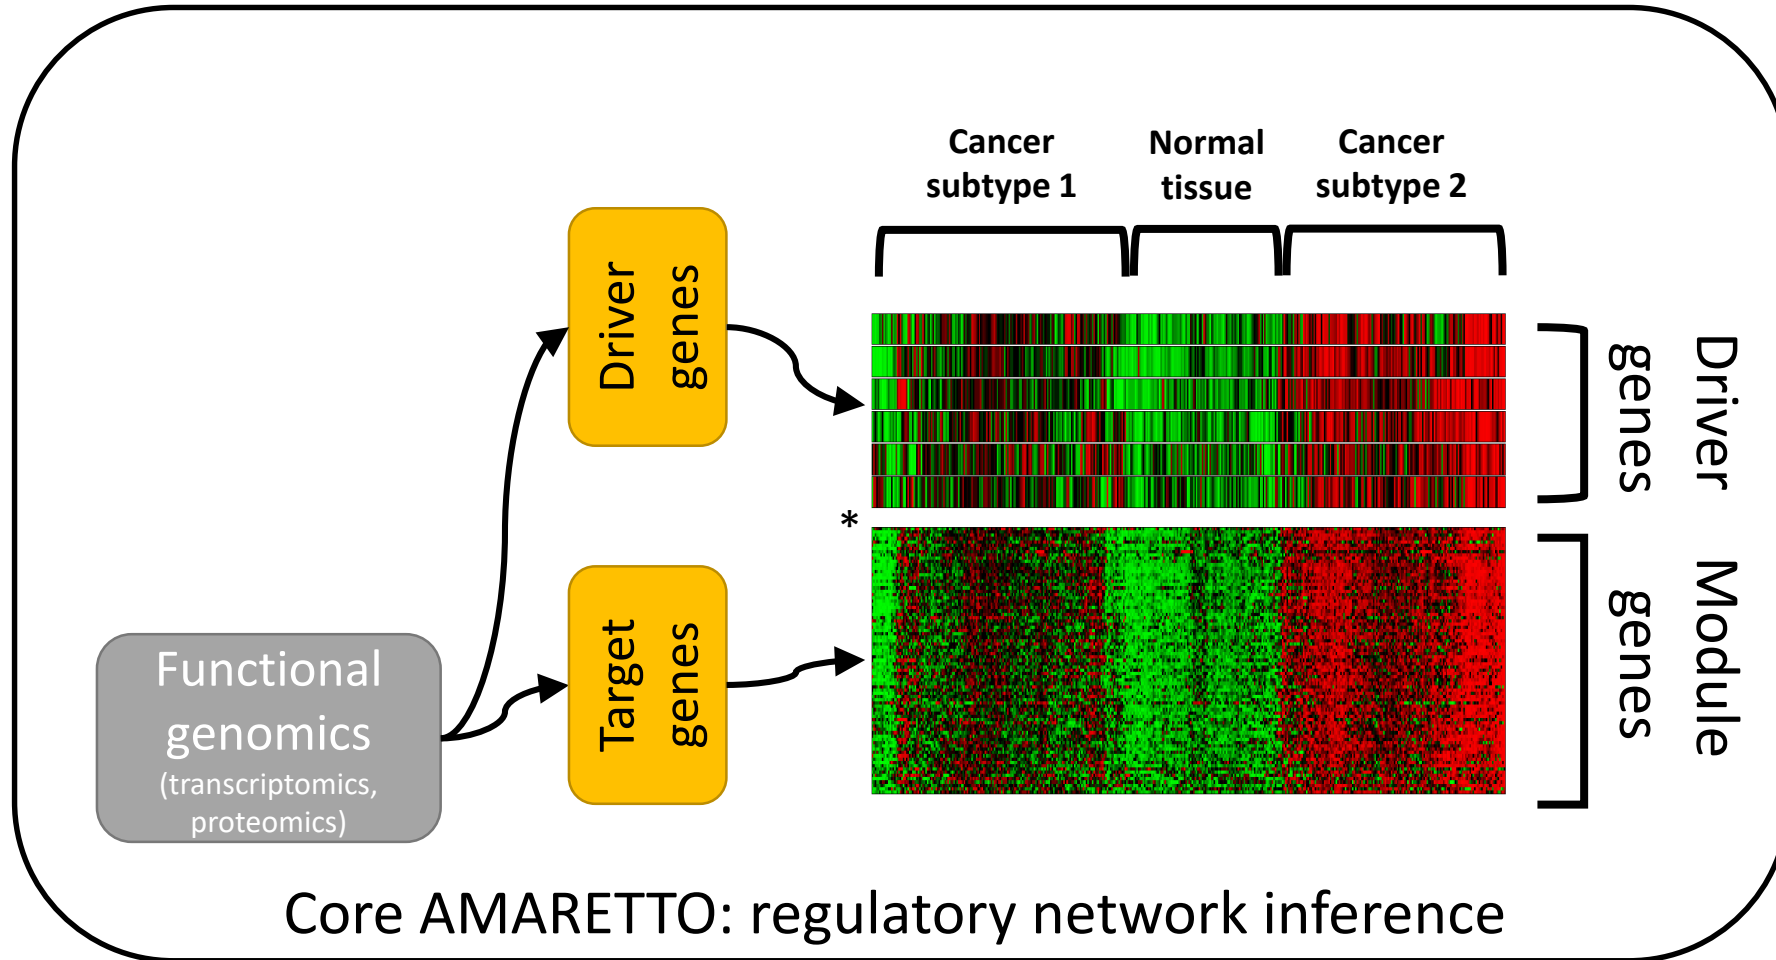 Cancer
subtype 1
Normal
tissue
Cancer
subtype 2
Driver
genes
Driver
genes
*
Target
genes
Module
genes
Functional
genomics
(transcriptomics,
proteomics)
Core AMARETTO: regulatory network inference